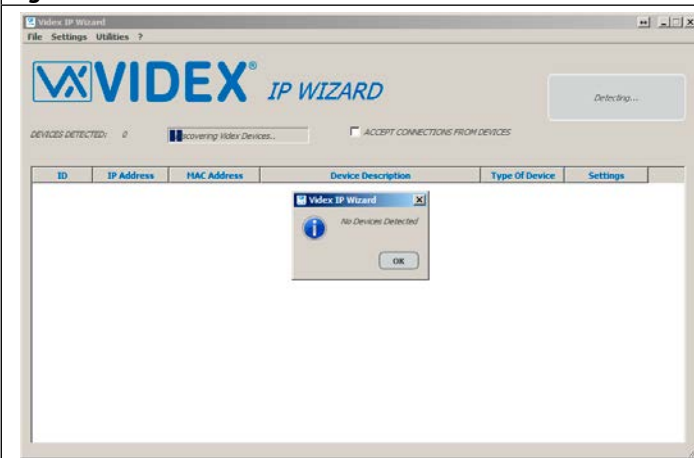 Videx IP Wizard
File Settings Utilities ?
VIDEX® IP WIZARD
Detecting...
DEVICES DETECTED: 0 Discovering Videx Devices... ACCEPT CONNECTIONS FROM DEVICES
ID IP Address MAC Address Device Description Type Of Device Settings
Videx IP Wizard
No Devices Detected
OK